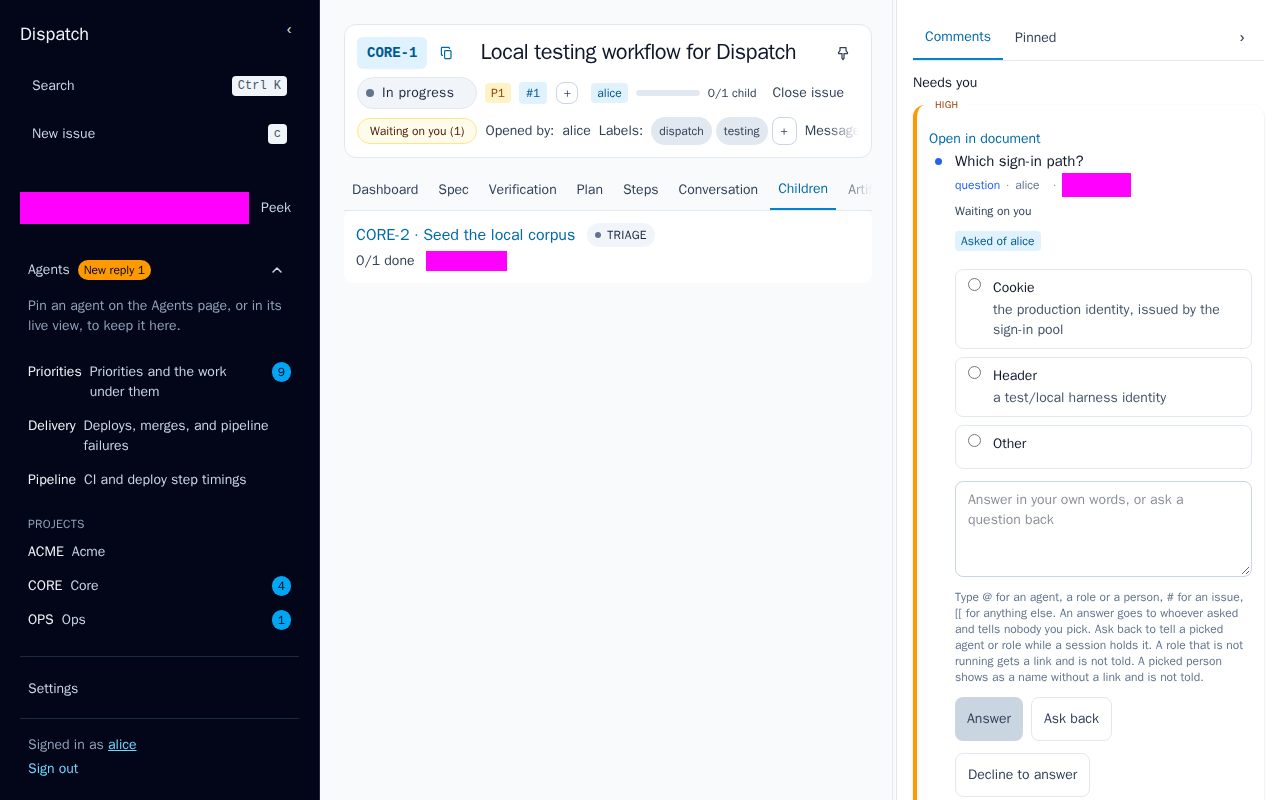 Dispatch
Search
Ctrl K
New issue
C
Peek
Agents
New reply 1
Pin an agent on the Agents page, or in its
live view, to keep it here.
Priorities
Priorities and the work
under them
9
Delivery
Deploys, merges, and pipeline
failures
Pipeline
CI and deploy step timings
PROJECTS
ACME Acme
CORE Core
4
OPS Ops
1
Settings
Signed in as alice
Sign out
CORE-1
Local testing workflow for Dispatch
In progress
P1
#1
+
alice
0/1 child
Close issue
Waiting on you (1)
Opened by: alice
Labels:
dispatch
testing
+
Message
Dashboard
Spec
Verification
Plan
Steps
Conversation
Children
Arti
CORE-2 · Seed the local corpus
TRIAGE
0/1 done
Comments
Pinned
Needs you
HIGH
Open in document
Which sign-in path?
question · alice ·
Waiting on you
Asked of alice
Cookie
the production identity, issued by the
sign-in pool
Header
a test/local harness identity
Other
Answer in your own words, or ask a
question back
Type @ for an agent, a role or a person, # for an issue,
[[ for anything else. An answer goes to whoever asked
and tells nobody you pick. Ask back to tell a picked
agent or role while a session holds it. A role that is not
running gets a link and is not told. A picked person
shows as a name without a link and is not told.
Answer
Ask back
Decline to answer